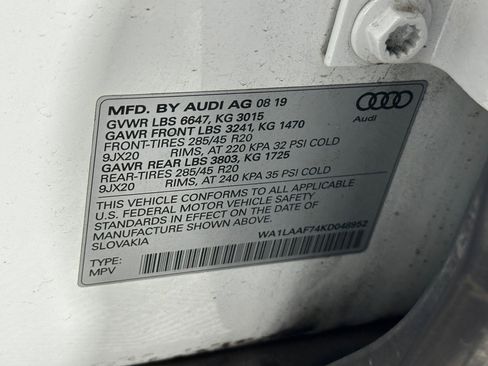 MFD. BY AUDI AG 08 19
GVWR LBS 6647, KG 3015
GAWR FRONT LBS 3241, KG 1470
FRONT-TIRES 285/45 R20
9JX20 RIMS, AT 220 KPA 32 PSI COLD
GAWR REAR LBS 3803, KG 1725
REAR-TIRES 285/45 R20
9JX20 RIMS, AT 240 KPA 35 PSI COLD
THIS VEHICLE CONFORMS TO ALL APPLICABLE
U.S. FEDERAL MOTOR VEHICLE SAFETY
STANDARDS IN EFFECT ON THE DATE OF
MANUFACTURE SHOWN ABOVE.
SLOVAKIA
WA1LAAF74KD048952
TYPE:
MPV
Audi